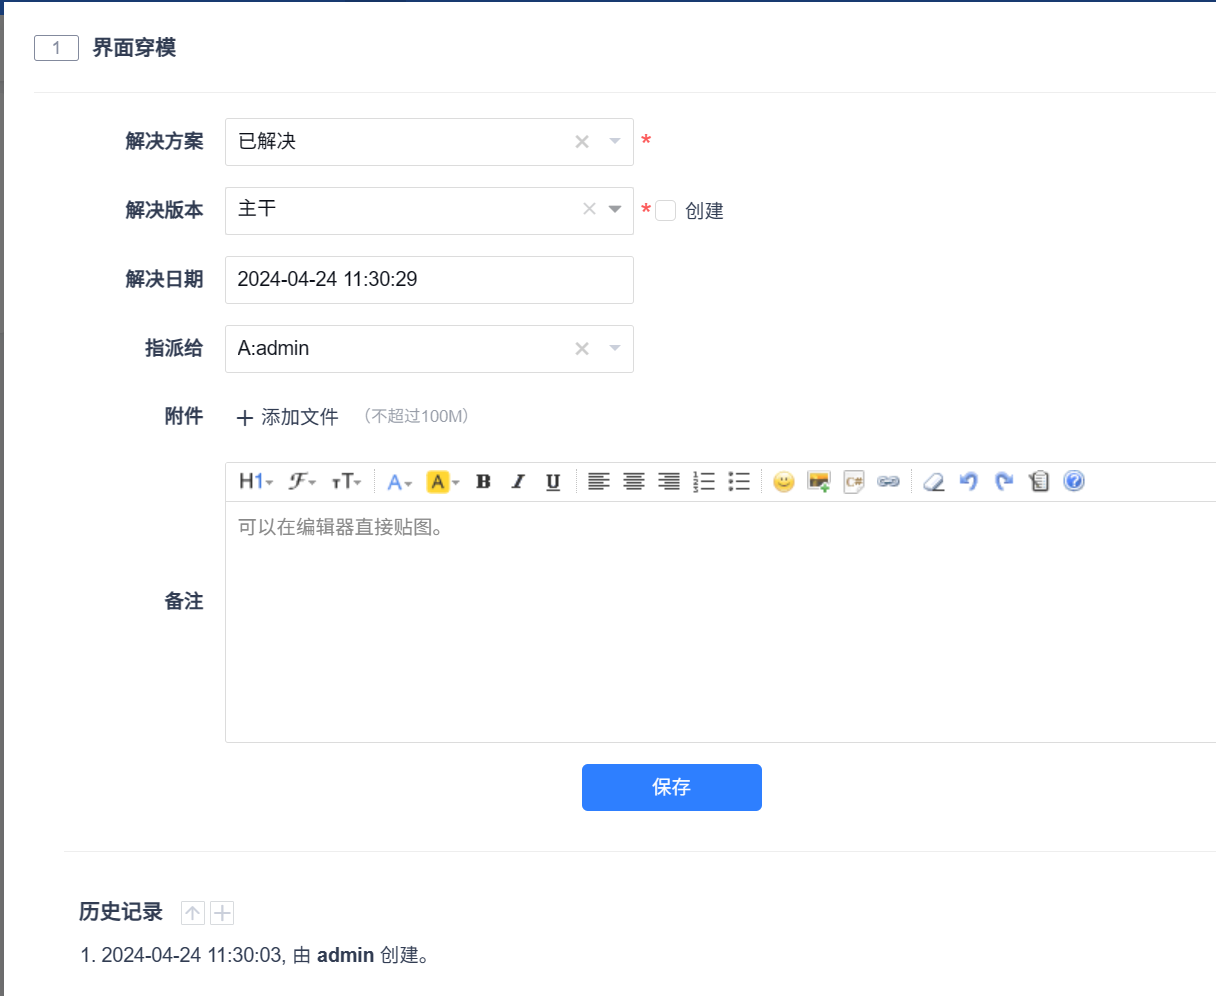 1 界面穿模
解决方案 已解决 *
解决版本 主干 * 创建
解决日期 2024-04-24 11:30:29
指派给 A:admin
附件 + 添加文件 （不超过100M）
H1 F TT A A B I U C#
可以在编辑器直接贴图。
备注
保存
历史记录
1. 2024-04-24 11:30:03, 由 admin 创建。